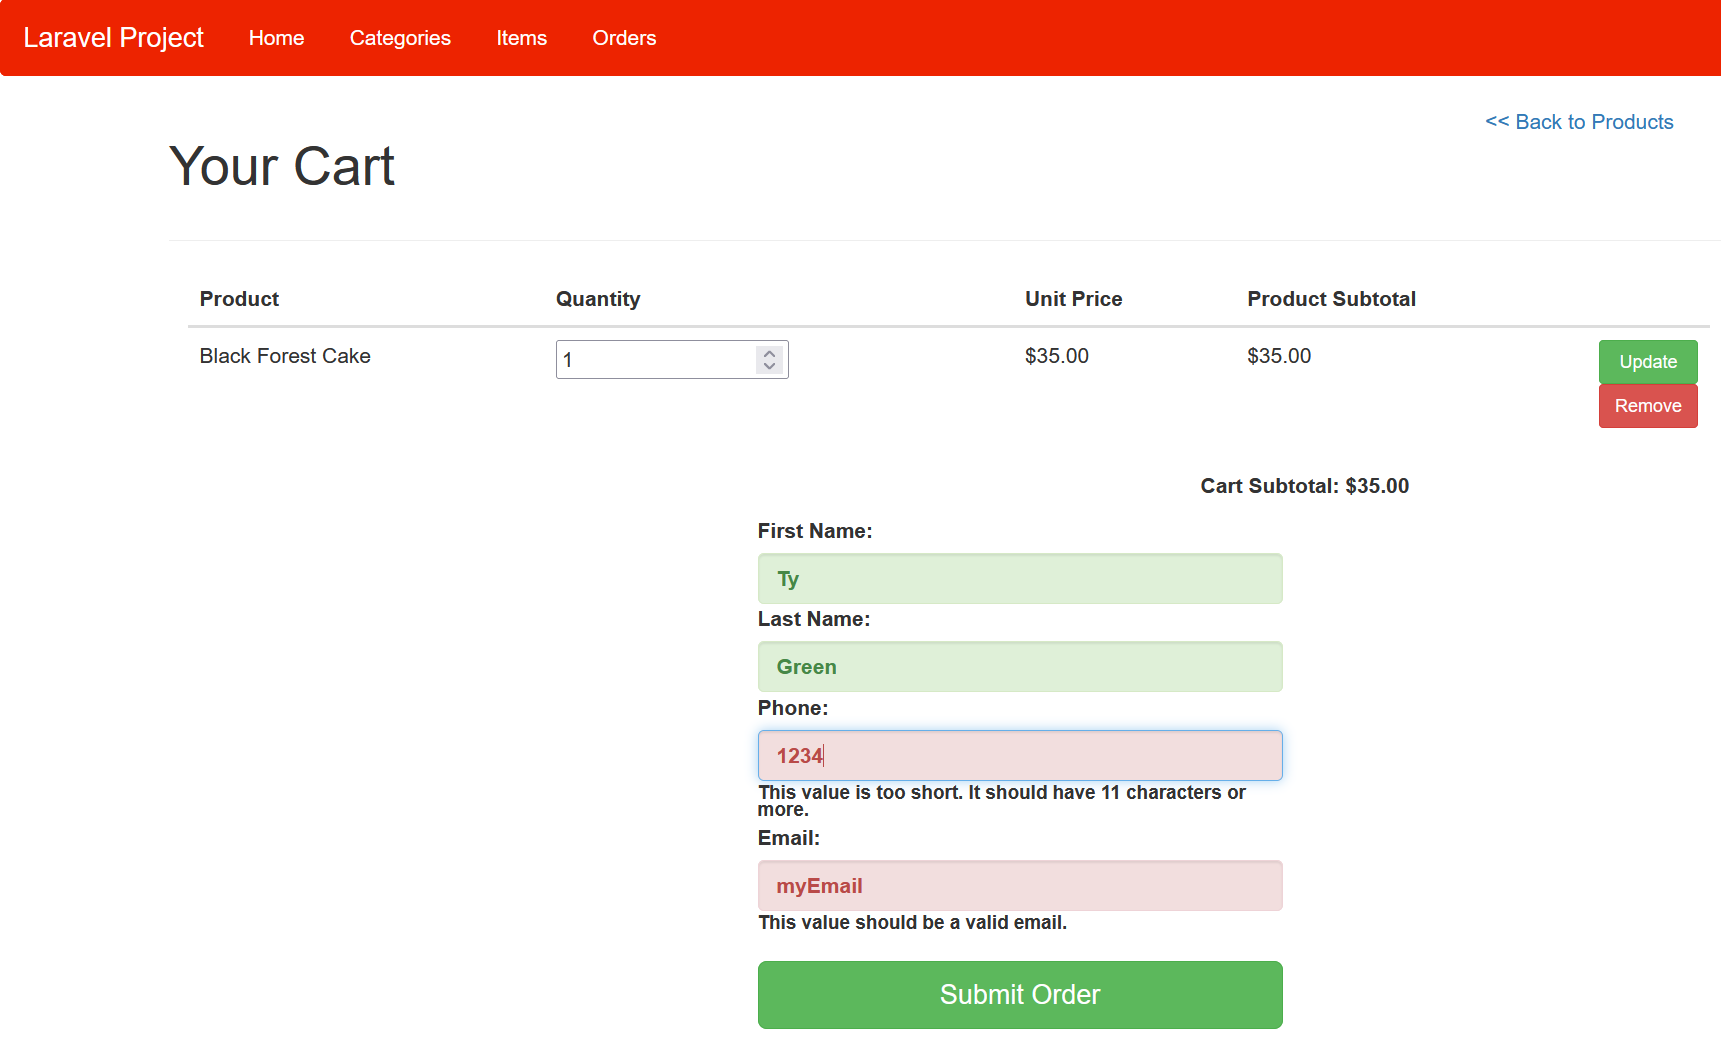 Laravel Project Home Categories Items Orders
<< Back to Products
Your Cart
Product Quantity Unit Price Product Subtotal
Black Forest Cake 1 $35.00 $35.00 Update
Remove
Cart Subtotal: $35.00
First Name:
Ty
Last Name:
Green
Phone:
1234
This value is too short. It should have 11 characters or
more.
Email:
myEmail
This value should be a valid email.
Submit Order